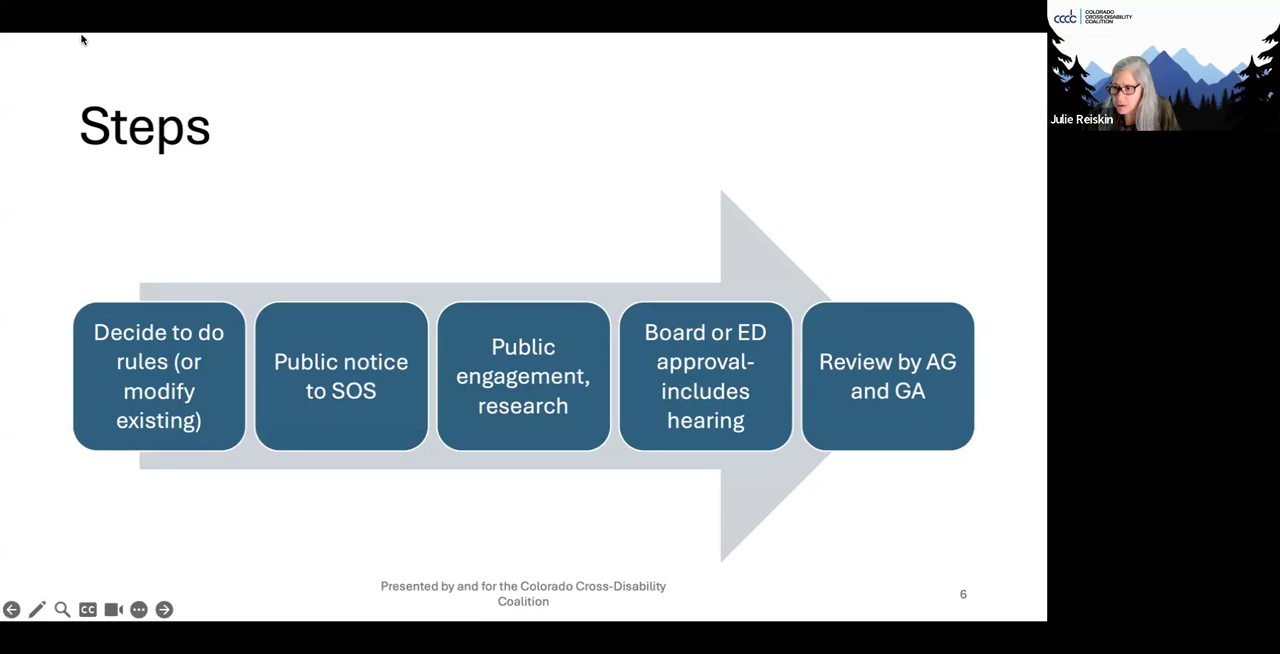 Steps
Decide to do
rules (or
modify
existing)
Public notice
to SOS
Public
engagement,
research
Board or ED
approval-
includes
hearing
Review by AG
and GA
Presented by and for the Colorado Cross-Disability
Coalition
6
CC
cccdc
COLORADO
CROSS-DISABILITY
COALITION
Julie Reiskin